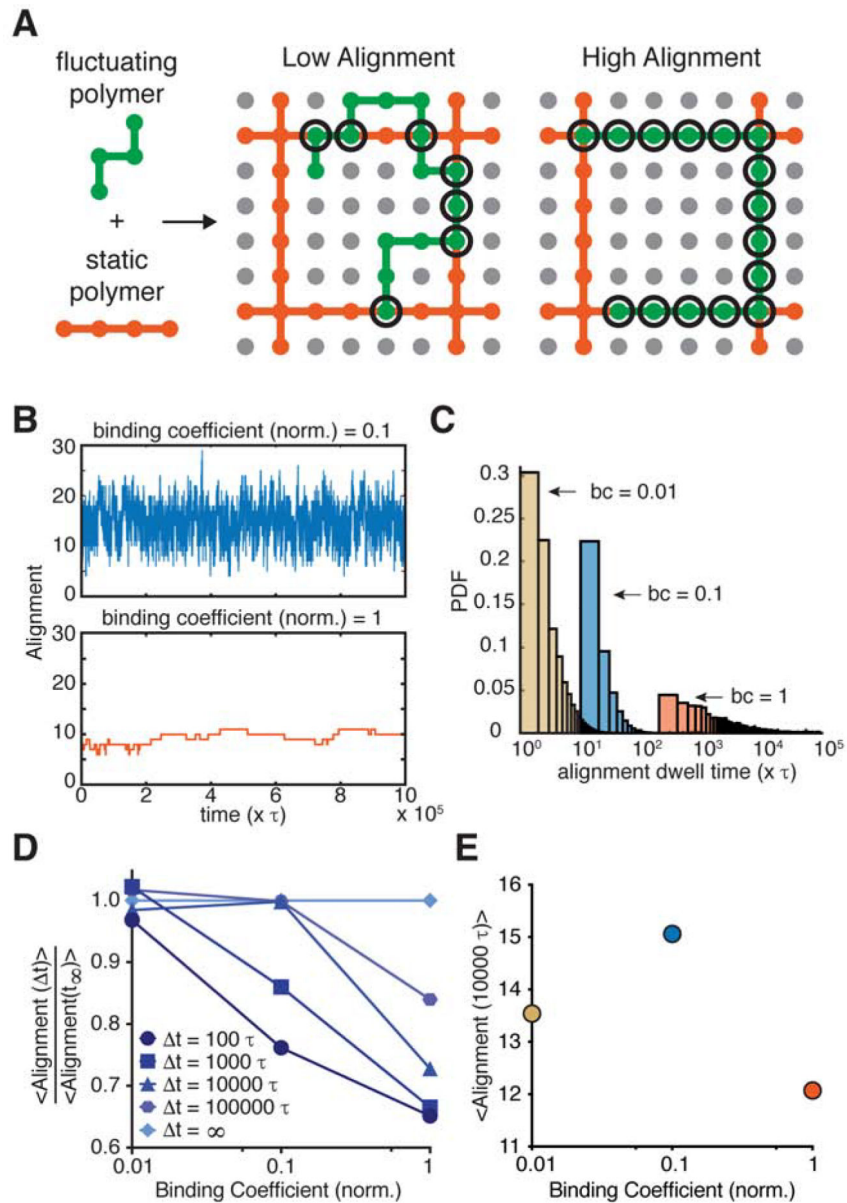 A
fluctuating
polymer
+
static
polymer
Low Alignment
High Alignment
B
binding coefficient (norm.) = 0.1
30
20
10
0
Alignment
binding coefficient (norm.) = 1
30
20
10
0
0
2
4
6
8
10
time (x τ)
x 10⁵
C
0.3
0.25
0.2
0.15
0.1
0.05
0
PDF
bc = 0.01
bc = 0.1
bc = 1
10⁰
10¹
10²
10³
10⁴
10⁵
alignment dwell time (x τ)
D
1.0
0.9
0.8
0.7
0.6
<Alignment (Δt)>
<Alignment(t∞)>
Δt = 100 τ
Δt = 1000 τ
Δt = 10000 τ
Δt = 100000 τ
Δt = ∞
0.01
0.1
1
Binding Coefficient (norm.)
E
16
15
14
13
12
11
<Alignment (10000 τ)>
0.01
0.1
1
Binding Coefficient (norm.)